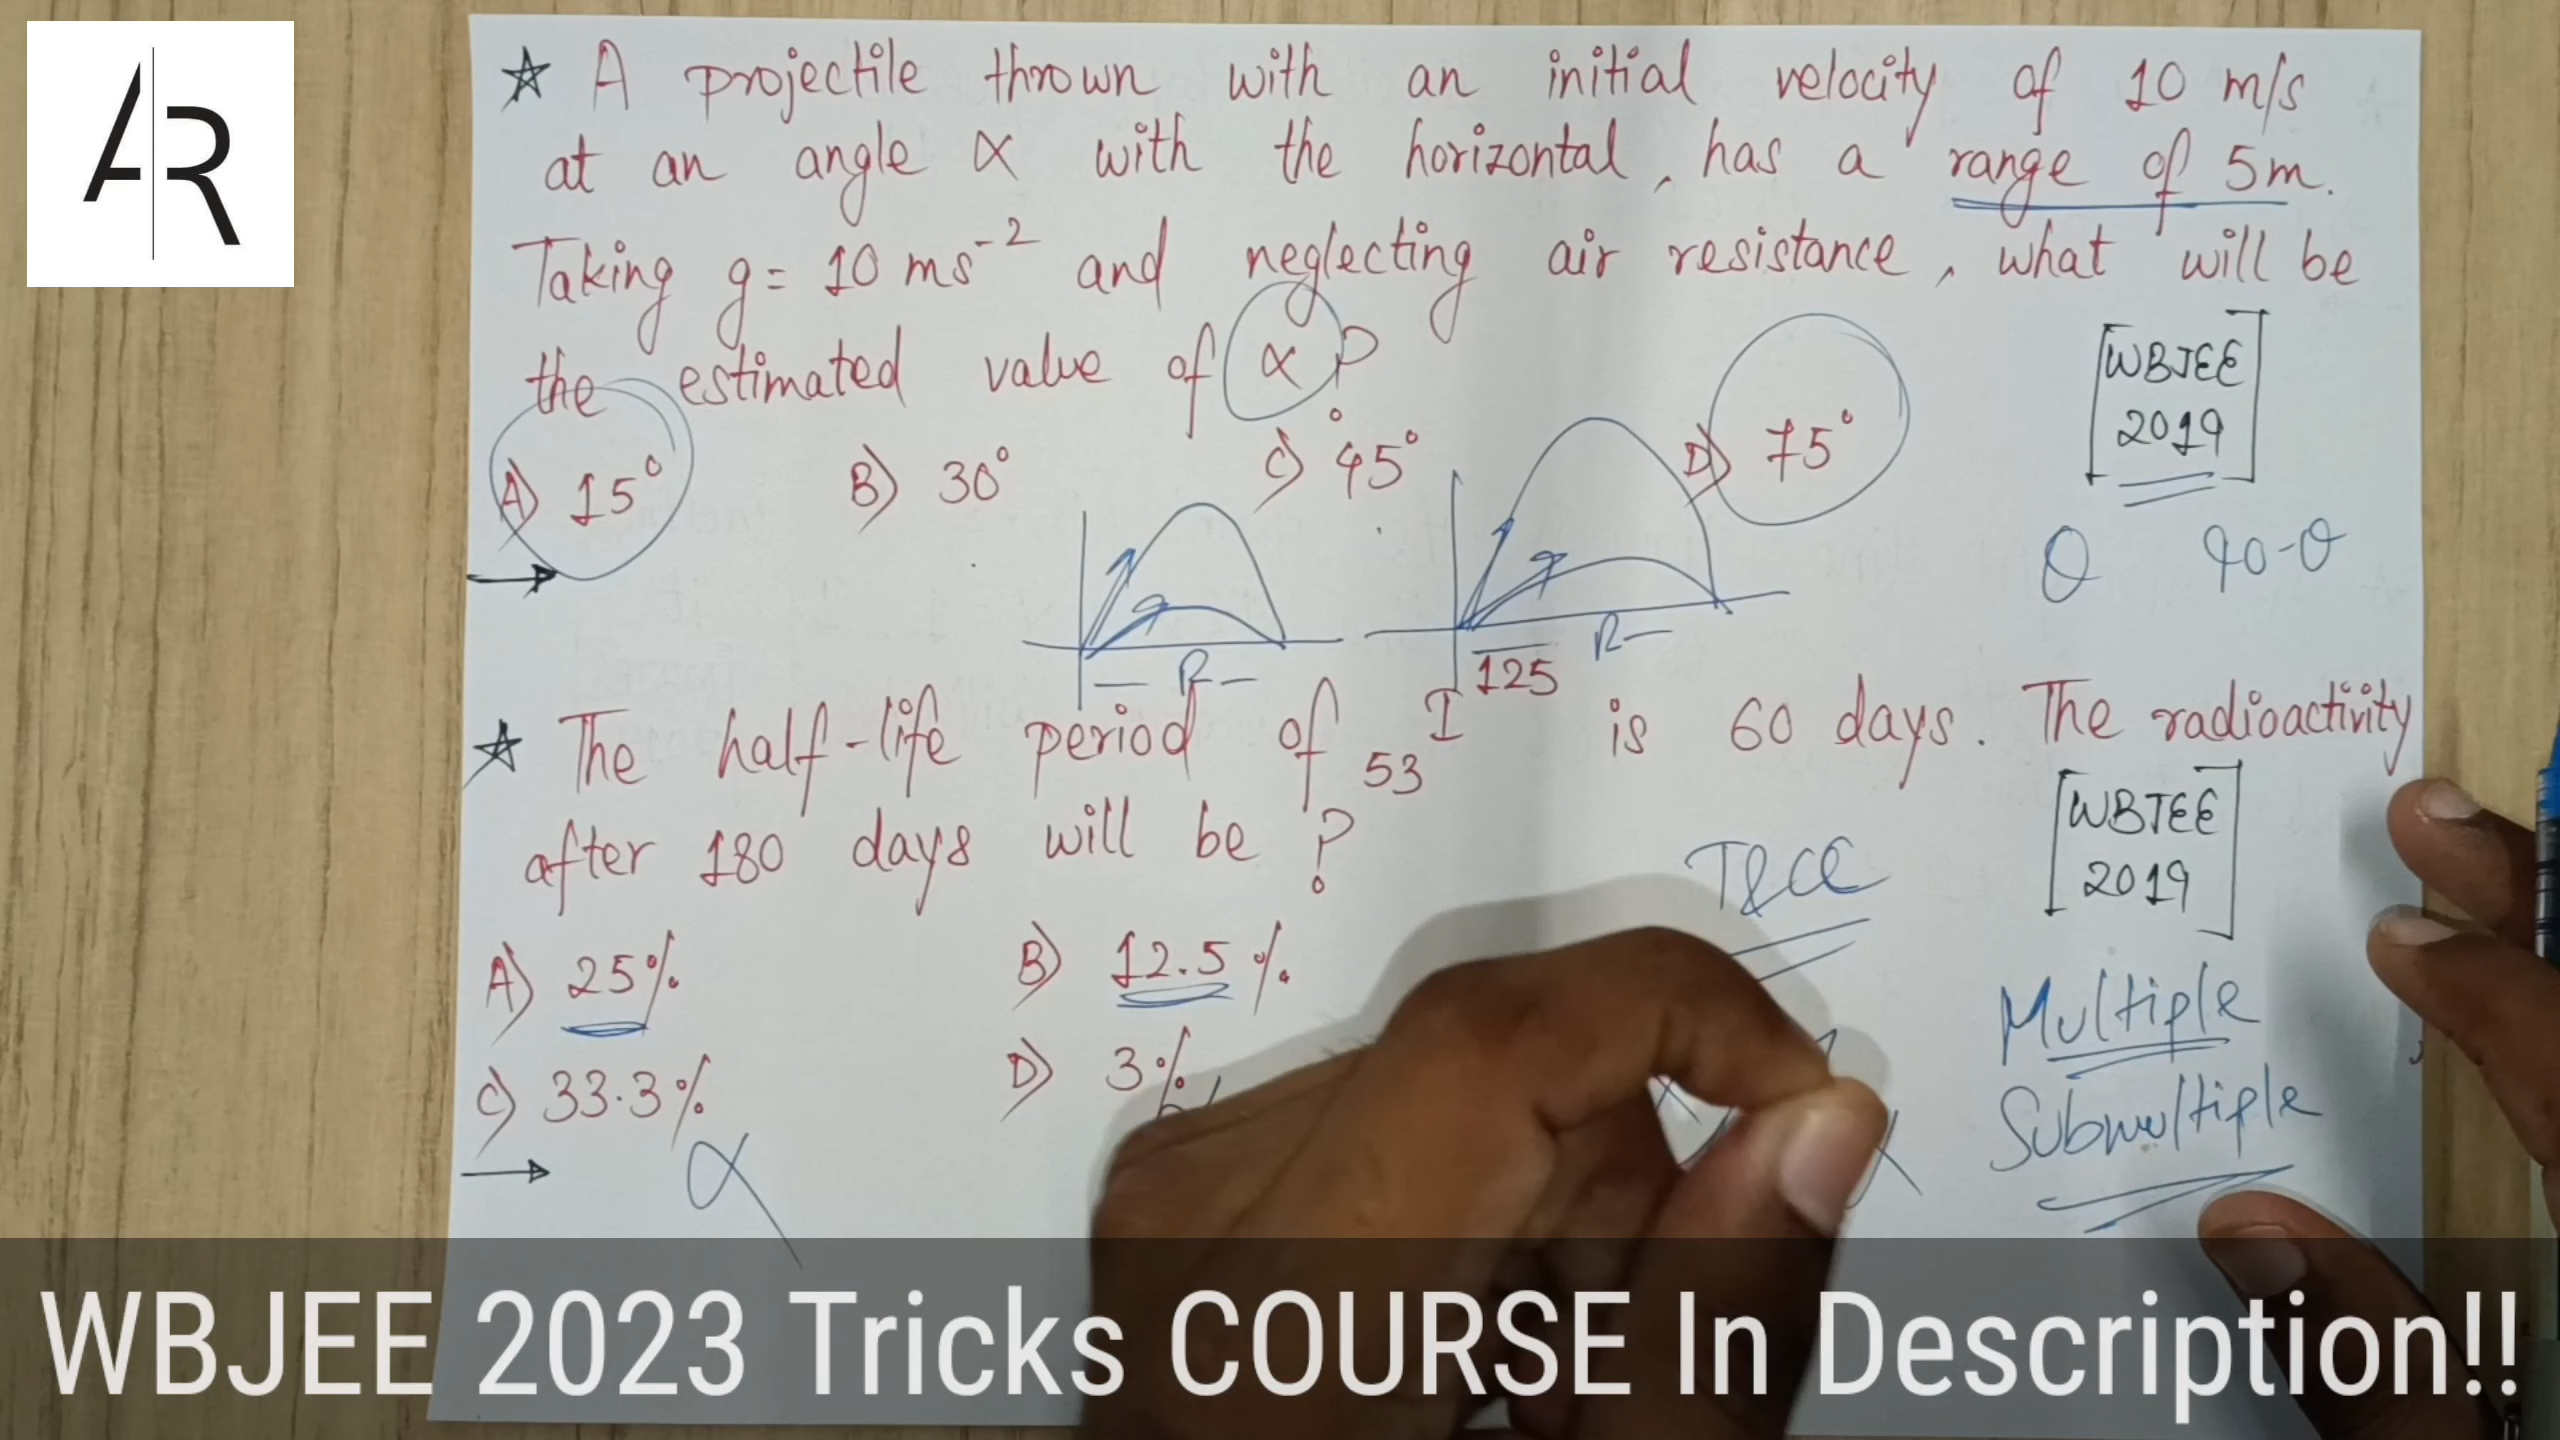 AR
☆ A projectile thrown with an initial velocity of 10 m/s
at an angle α with the horizontal, has a range of 5m.
Taking g = 10 ms⁻² and neglecting air resistance, what will be
the estimated value of α ?
A) 15° B) 30° C) 45° D) 75°
[WBJEE
2019]
θ 90-θ
R
R
☆ The half-life period of ₅₃I¹²⁵ is 60 days. The radioactivity
after 180 days will be ?
[WBJEE
2019]
A) 25% B) 12.5 %
C) 33.3% D) 3%
Multiple
Submultiple
α
WBJEE 2023 Tricks COURSE In Description!!